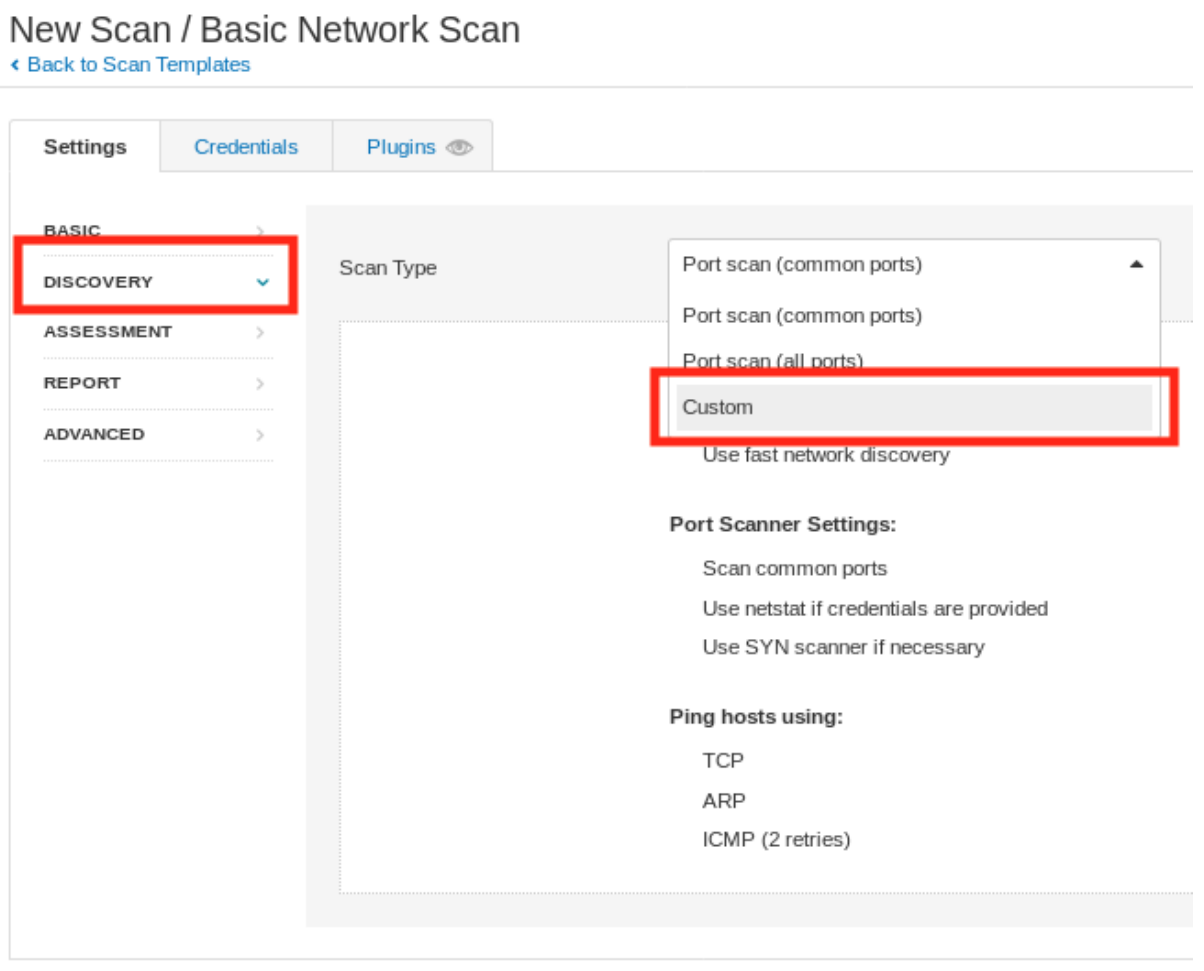 New Scan / Basic Network Scan
Back to Scan Templates
Settings Credentials Plugins
BASIC
DISCOVERY
ASSESSMENT
REPORT
ADVANCED
Scan Type
Port scan (common ports)
Port scan (common ports)
Port scan (all ports)
Custom
Use fast network discovery
Port Scanner Settings:
Scan common ports
Use netstat if credentials are provided
Use SYN scanner if necessary
Ping hosts using:
TCP
ARP
ICMP (2 retries)